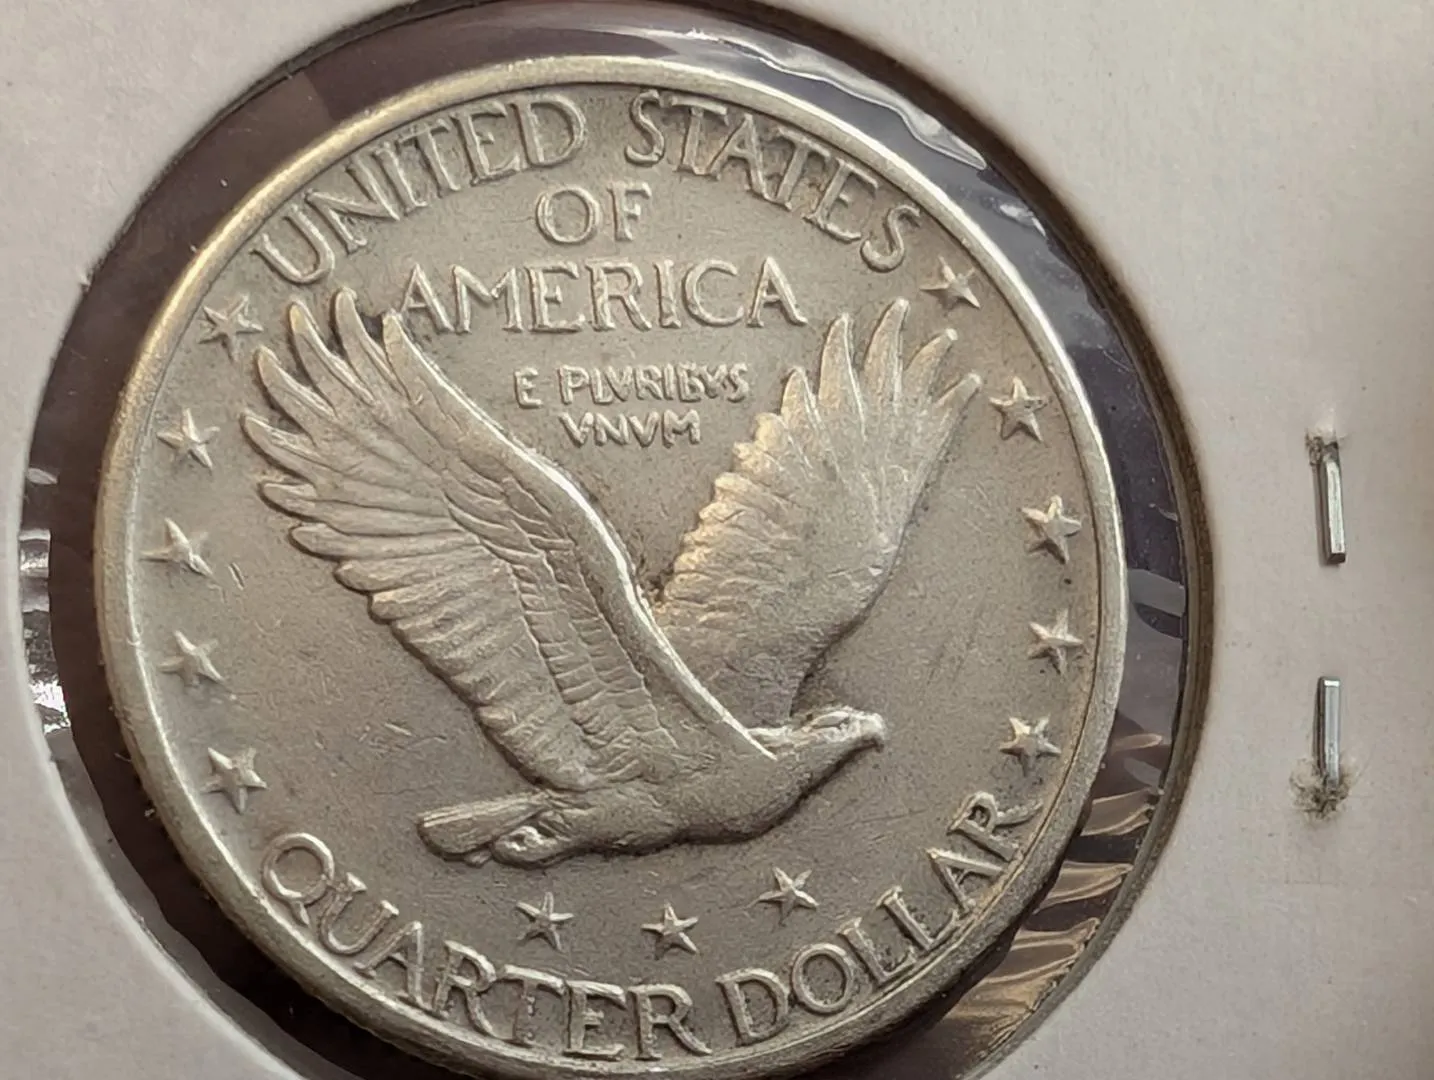 UNITED STATES
OF
AMERICA
E PLVRIBVS
VNVM
QUARTER DOLLAR